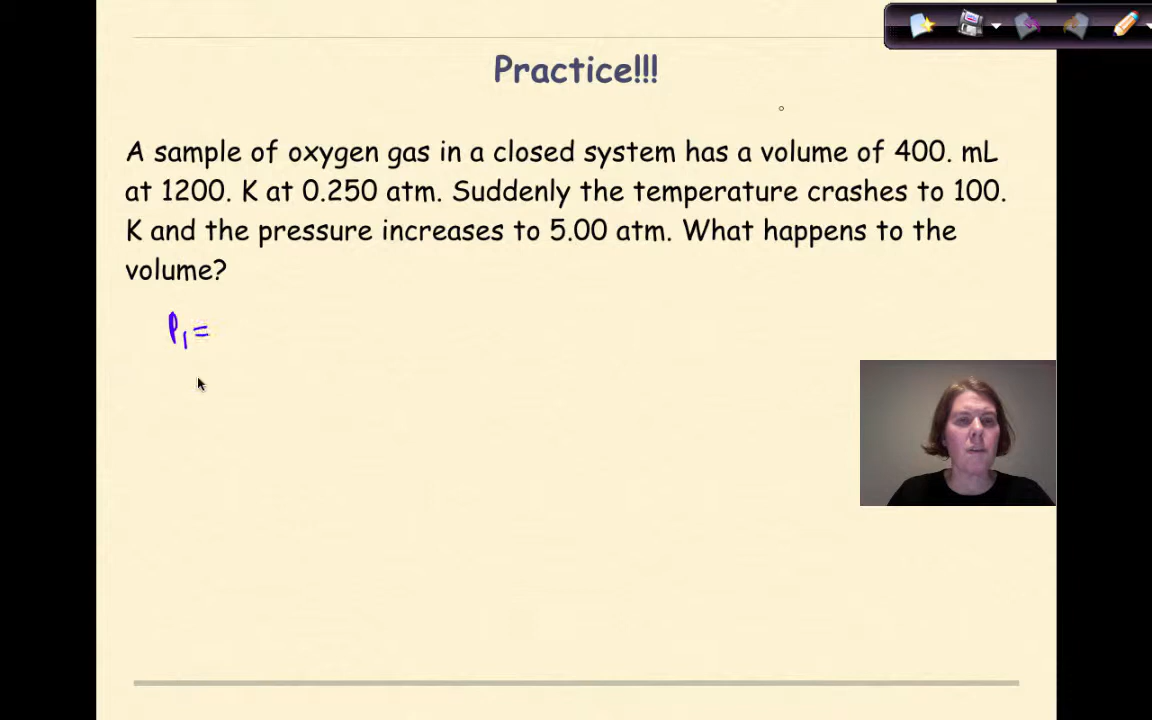 Practice!!!
A sample of oxygen gas in a closed system has a volume of 400. mL
at 1200. K at 0.250 atm. Suddenly the temperature crashes to 100.
K and the pressure increases to 5.00 atm. What happens to the
volume?
P₁ =